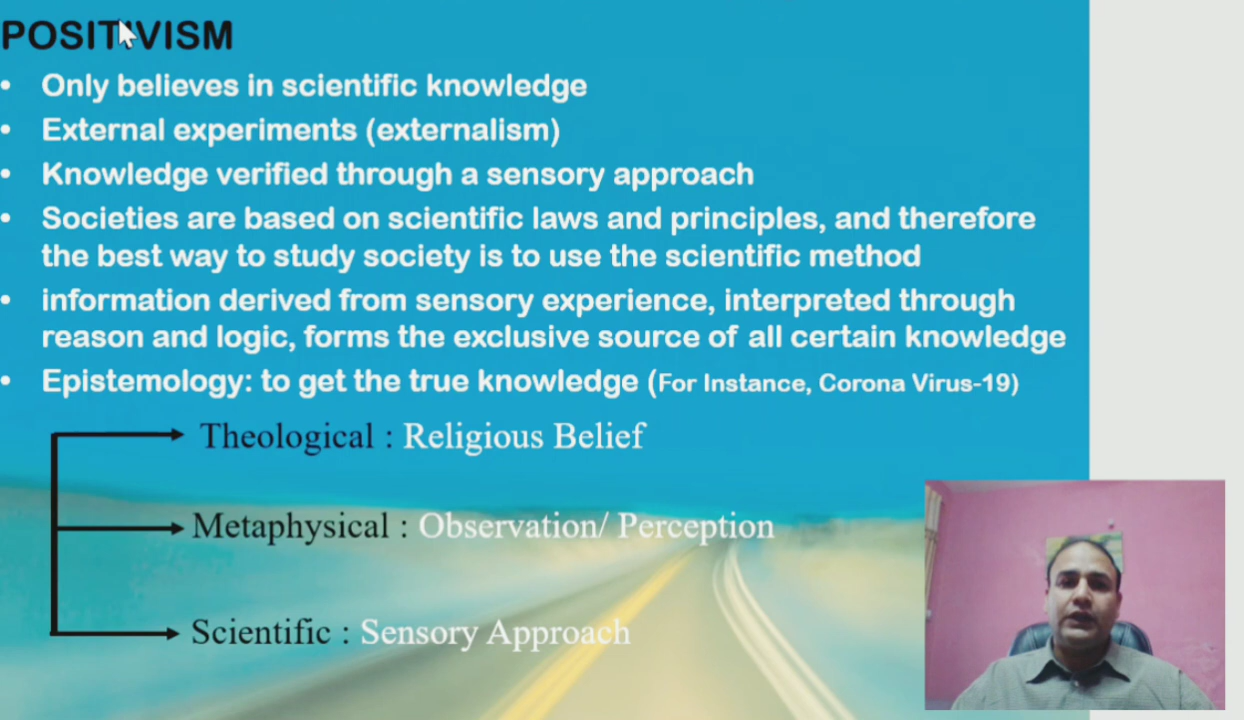 POSITIVISM
• Only believes in scientific knowledge
• External experiments (externalism)
• Knowledge verified through a sensory approach
• Societies are based on scientific laws and principles, and therefore
the best way to study society is to use the scientific method
• information derived from sensory experience, interpreted through
reason and logic, forms the exclusive source of all certain knowledge
• Epistemology: to get the true knowledge (For Instance, Corona Virus-19)
Theological : Religious Belief
Metaphysical : Observation/ Perception
Scientific : Sensory Approach